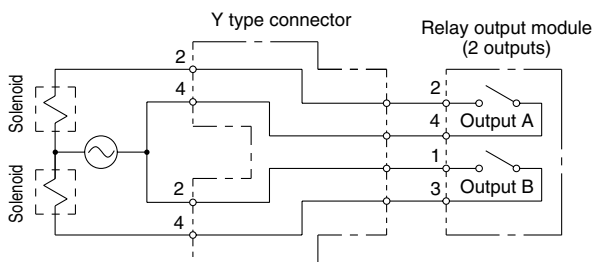 Y type connector
Relay output module
(2 outputs)
2
4
Solenoid
2
4
Output A
1
Solenoid
2
3
Output B
4